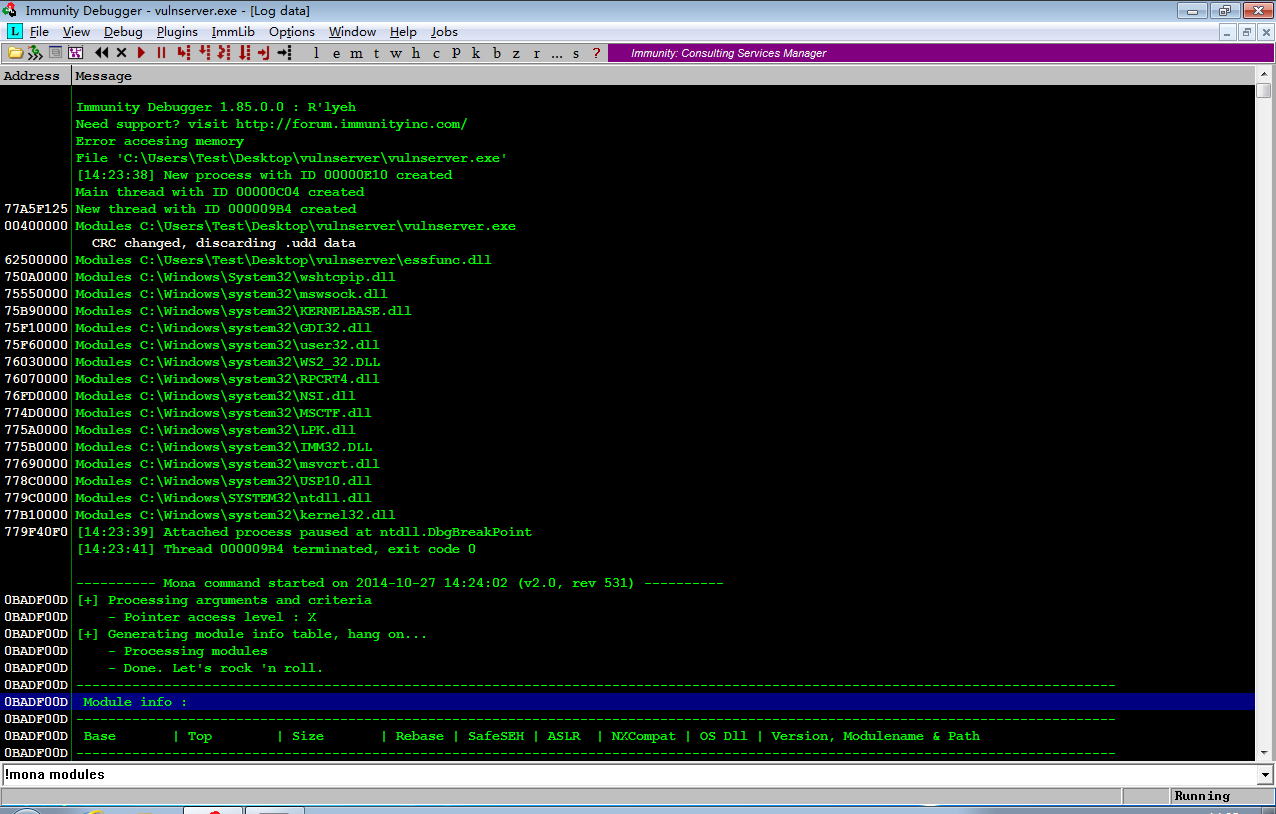 Immunity Debugger - vulnserver.exe - [Log data]
L File View Debug Plugins ImmLib Options Window Help Jobs
l e m t w h c P k b z r ... s ? Immunity: Consulting Services Manager
Address Message
Immunity Debugger 1.85.0.0 : R'lyeh
Need support? visit http://forum.immunityinc.com/
Error accesing memory
File 'C:\Users\Test\Desktop\vulnserver\vulnserver.exe'
[14:23:38] New process with ID 00000E10 created
Main thread with ID 00000C04 created
77A5F125 New thread with ID 000009B4 created
00400000 Modules C:\Users\Test\Desktop\vulnserver\vulnserver.exe
CRC changed, discarding .udd data
62500000 Modules C:\Users\Test\Desktop\vulnserver\essfunc.dll
750A0000 Modules C:\Windows\System32\wshtcpip.dll
75550000 Modules C:\Windows\system32\mswsock.dll
75B90000 Modules C:\Windows\system32\KERNELBASE.dll
75F10000 Modules C:\Windows\system32\GDI32.dll
75F60000 Modules C:\Windows\system32\user32.dll
76030000 Modules C:\Windows\system32\WS2_32.DLL
76070000 Modules C:\Windows\system32\RPCRT4.dll
76FD0000 Modules C:\Windows\system32\NSI.dll
774D0000 Modules C:\Windows\system32\MSCTF.dll
775A0000 Modules C:\Windows\system32\LPK.dll
775B0000 Modules C:\Windows\system32\IMM32.DLL
77690000 Modules C:\Windows\system32\msvcrt.dll
778C0000 Modules C:\Windows\system32\USP10.dll
779C0000 Modules C:\Windows\SYSTEM32\ntdll.dll
77B10000 Modules C:\Windows\system32\kernel32.dll
779F40F0 [14:23:39] Attached process paused at ntdll.DbgBreakPoint
[14:23:41] Thread 000009B4 terminated, exit code 0
---------- Mona command started on 2014-10-27 14:24:02 (v2.0, rev 531) ----------
0BADF00D [+] Processing arguments and criteria
0BADF00D - Pointer access level : X
0BADF00D [+] Generating module info table, hang on...
0BADF00D - Processing modules
0BADF00D - Done. Let's rock 'n roll.
0BADF00D ----------------------------------------------------------------------------------------------------------------------------------
0BADF00D Module info :
0BADF00D ----------------------------------------------------------------------------------------------------------------------------------
0BADF00D Base | Top | Size | Rebase | SafeSEH | ASLR | NXCompat | OS Dll | Version, Modulename & Path
0BADF00D ----------------------------------------------------------------------------------------------------------------------------------
!mona modules
Running